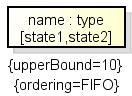 name : type
[state1,state2]
{upperBound=10}
{ordering=FIFO}